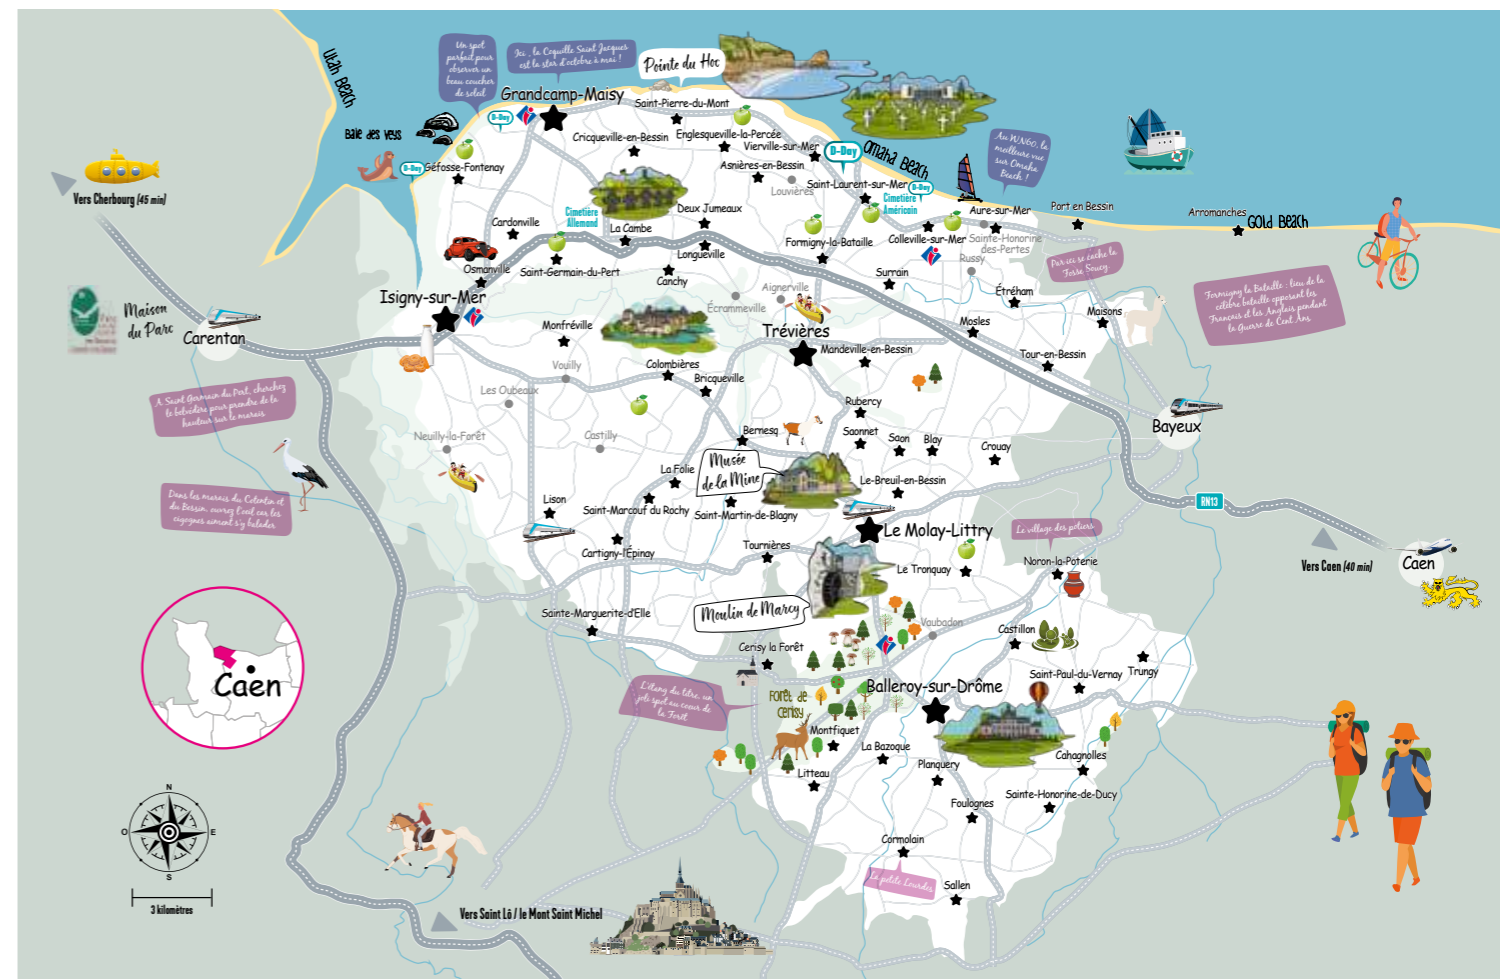 Un spot
parfait pour
observer un
beau coucher
de soleil
Ici, la Coquille Saint Jacques
est la star d'octobre à mai !
Pointe du Hoc
Utah Beach
Grandcamp-Maisy
D-Day
Saint-Pierre-du-Mont
Baie des Veys
Cricqueville-en-Bessin
Englesqueville-la-Percée
Vierville-sur-Mer
D-Day
Omaha Beach
Au WN60, la
meilleure vue
sur Omaha
Beach !
D-Day
Géfosse-Fontenay
Asnières-en-Bessin
Louvières
Saint-Laurent-sur-Mer
D-Day
Cimetière
Américain
Vers Cherbourg (45 min)
Cardonville
Cimetière
Allemand
La Cambe
Deux Jumeaux
Formigny-la-Bataille
Colleville-sur-Mer
Aure-sur-Mer
Sainte-Honorine
des-Pertes
Port en Bessin
Arromanches
Gold Beach
Osmanville
Saint-Germain-du-Pert
Longueville
Canchy
Surrain
Russy
Par ici se cache la
Fosse Soucy
Isigny-sur-Mer
Écrammeville
Aignerville
Étréham
Maisons
Formigny la Bataille : lieu de la
célèbre bataille opposant les
Français et les Anglais pendant
la Guerre de Cent Ans
Maison
du Parc
Carentan
Monfréville
Trévières
Mosles
Mandeville-en-Bessin
Tour-en-Bessin
Vouilly
Colombières
Bricqueville
Les Oubeaux
A Saint Germain du Pert, cherchez
le belvédère pour prendre de la
hauteur sur le marais
Rubercy
Bayeux
Neuilly-la-Forêt
Castilly
Bernesq
Saonnet
Saon
Blay
Crouay
Musée
de la Mine
La Folie
Le-Breuil-en-Bessin
Dans les marais du Cotentin et
du Bessin, ouvrez l'oeil car les
cigognes aiment s'y balader
Lison
Saint-Marcouf du Rochy
Saint-Martin-de-Blagny
RN13
Le Molay-Littry
Le village des potiers
Cartigny-l'Épinay
Tournières
Le Tronquay
Noron-la-Poterie
Vers Caen (40 min)
Caen
Moulin de Marcy
Sainte-Marguerite-d'Elle
Vaubadon
Castillon
Cerisy la Forêt
Caen
Saint-Paul-du-Vernay
Trungy
L'étang du titre, un
joli spot au coeur de
la Forêt
Forêt de
Cerisy
Balleroy-sur-Drôme
Montfiquet
La Bazoque
Planquery
Cahagnolles
Litteau
Foulognes
Sainte-Honorine-de-Ducy
N
O
E
S
Cormolain
La petite Lourdes
Sallen
3 kilomètres
Vers Saint Lô / le Mont Saint Michel